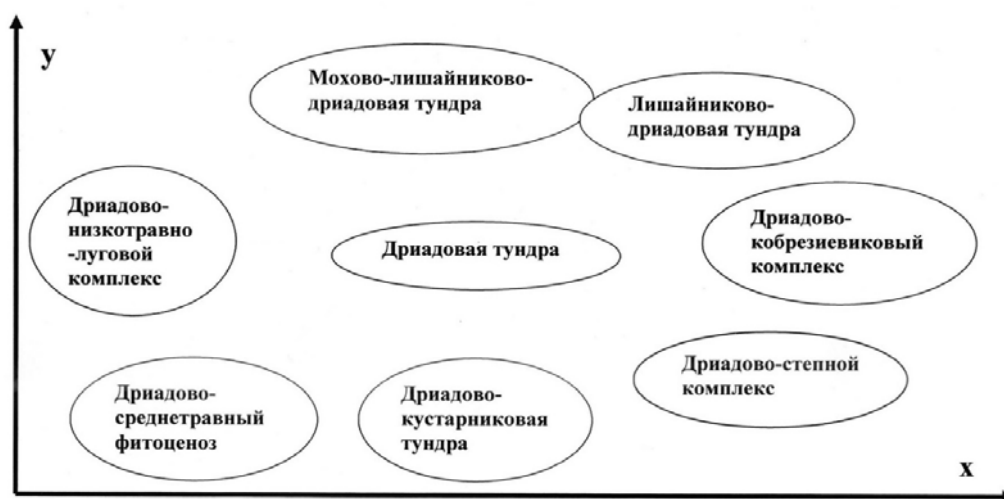 y
Мохово-лишайниково-
дриадовая тундра
Лишайниково-
дриадовая тундра
Дриадово-
низкотравно
-луговой
комплекс
Дриадовая тундра
Дриадово-
кобрезиевиковый
комплекс
Дриадово-
среднетравный
фитоценоз
Дриадово-
кустарниковая
тундра
Дриадово-степной
комплекс
x